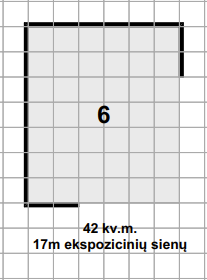 6
42 kv.m.
17m ekspozicinių sienų